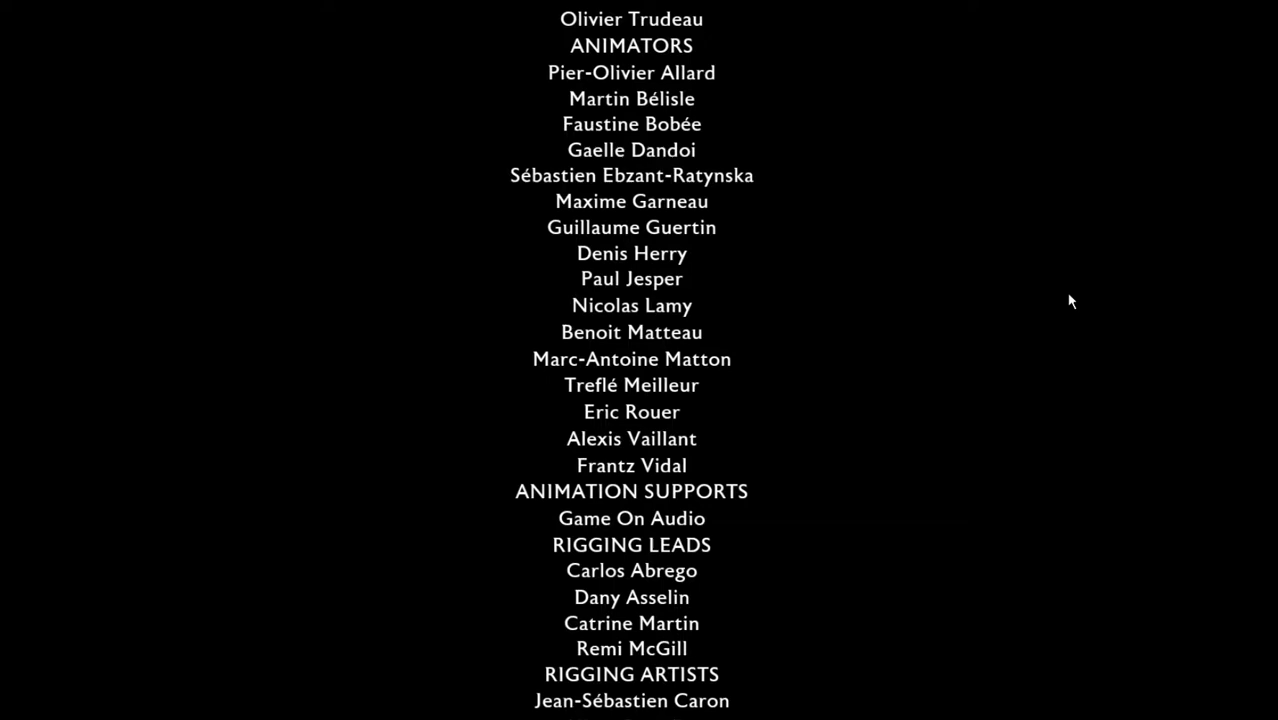 Olivier Trudeau
ANIMATORS
Pier-Olivier Allard
Martin Bélisle
Faustine Bobée
Gaelle Dandoi
Sébastien Ebzant-Ratynska
Maxime Garneau
Guillaume Guertin
Denis Herry
Paul Jesper
Nicolas Lamy
Benoit Matteau
Marc-Antoine Matton
Treflé Meilleur
Eric Rouer
Alexis Vaillant
Frantz Vidal
ANIMATION SUPPORTS
Game On Audio
RIGGING LEADS
Carlos Abrego
Dany Asselin
Catrine Martin
Remi McGill
RIGGING ARTISTS
Jean-Sébastien Caron